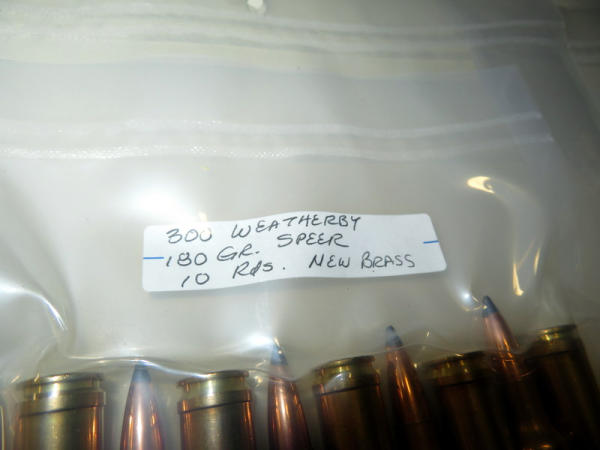 300 WEATHERBY
180 GR. SPEER
10 Rds. NEW BRASS